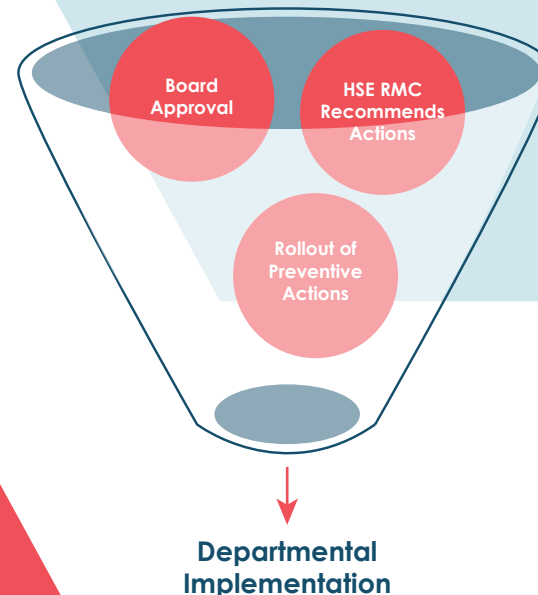 Board
Approval
HSE RMC
Recommends
Actions
Rollout of
Preventive
Actions
Departmental
Implementation